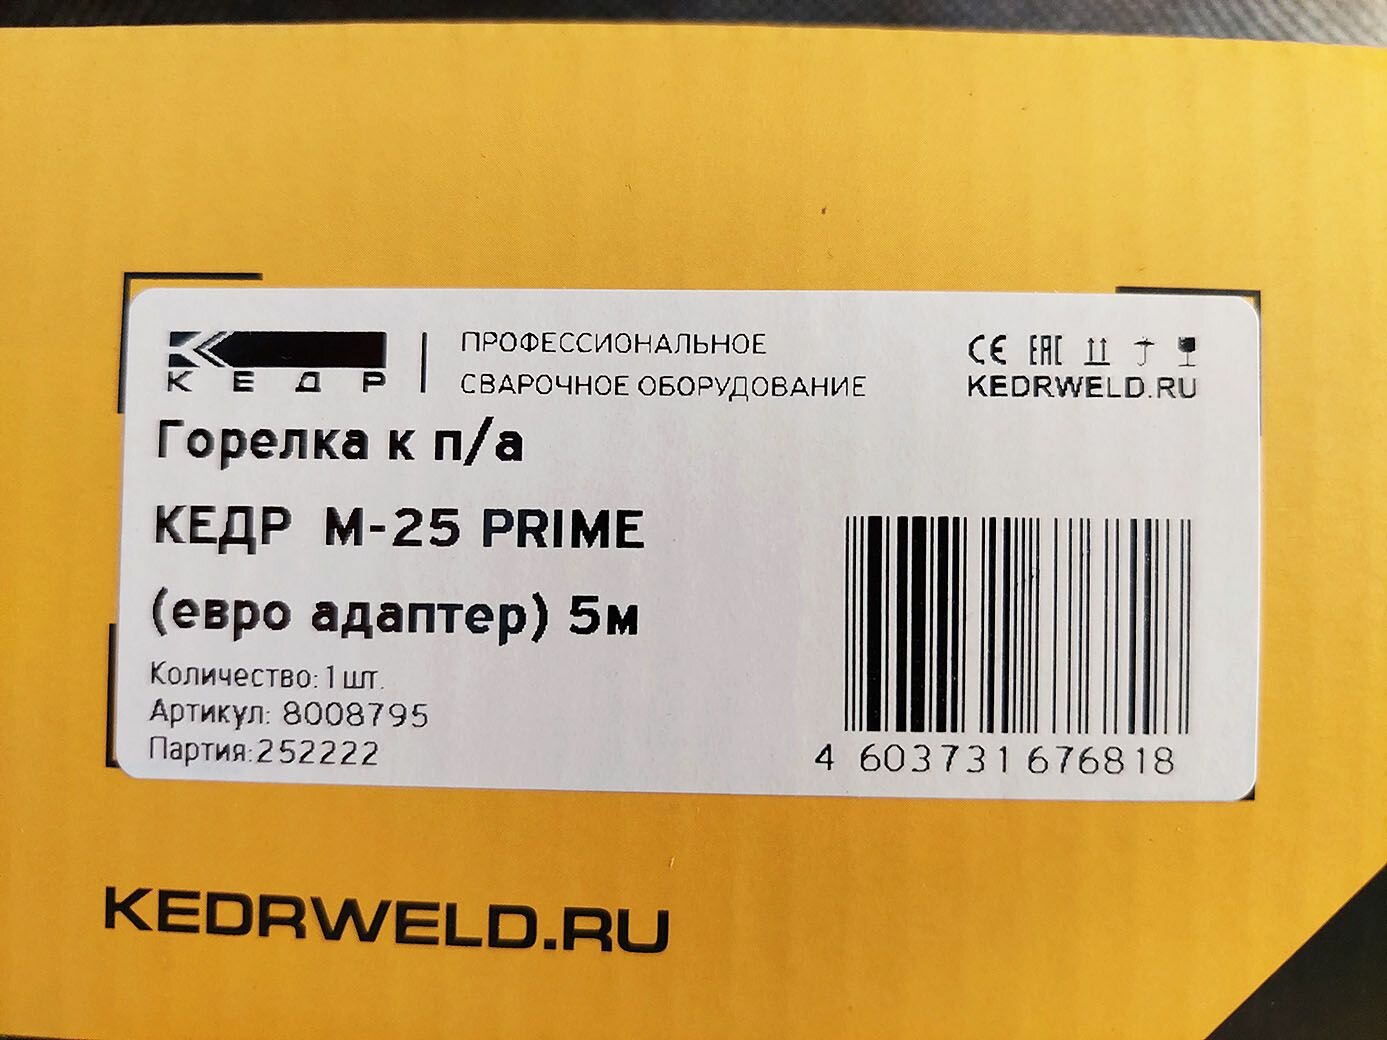 КЕДР
ПРОФЕССИОНАЛЬНОЕ
СВАРОЧНОЕ ОБОРУДОВАНИЕ
CE EAC
KEDRWELD.RU
Горелка к п/а
КЕДР М-25 PRIME
(евро адаптер) 5м
Количество: 1 шт.
Артикул: 8008795
Партия:252222
4 603731 676818
KEDRWELD.RU